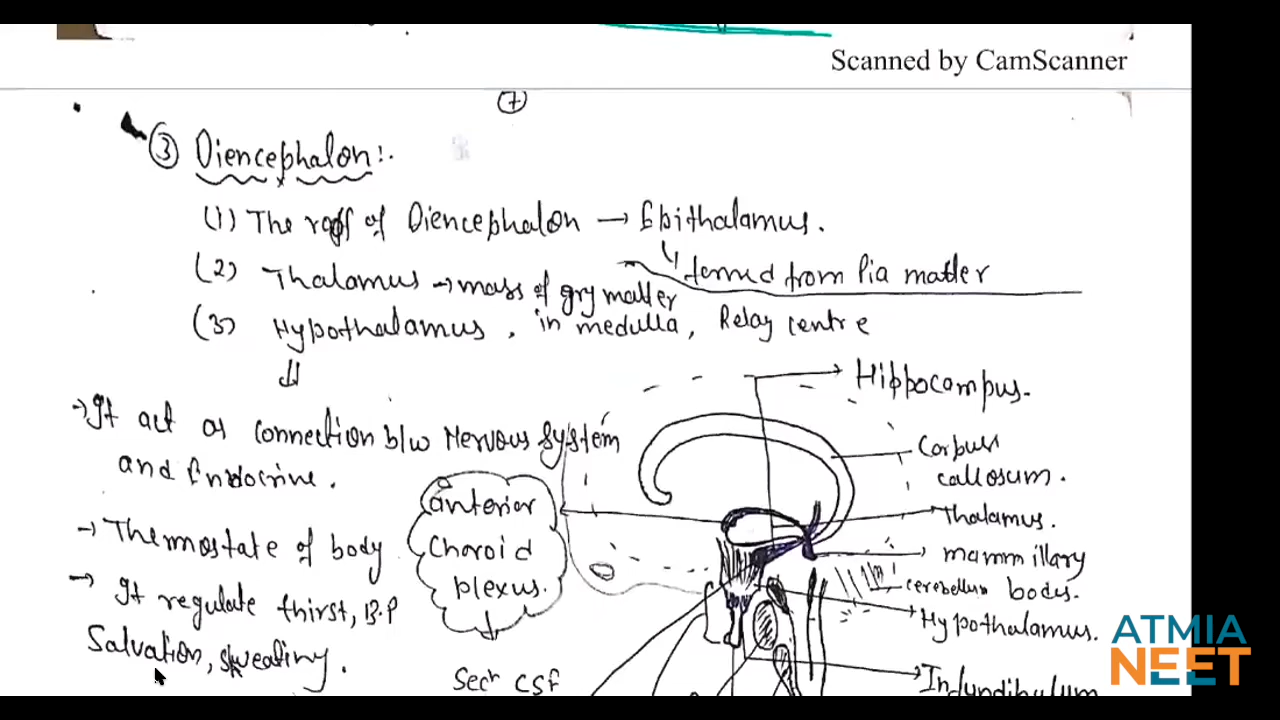 Scanned by CamScanner
7
3 Diencephalon:.
(1) The roof of Diencephalon → Epithalamus.
↳ formed from Pia matter
(2) Thalamus → mass of gry matter
in medulla, Relay centre
(3) Hypothalamus.
→ It act as connection b/w Nervous system
and Endocrine.
→ Thermostate of body
→ It regulate thirst, B.P
Salvation, sweating.
anterior
Choroid
plexus.
Secn CSF
Hippocampus.
Corpus
callosum.
Thalamus.
mammillary
bodies.
cerebellum
Hypothalamus.
ATMIA
NEET